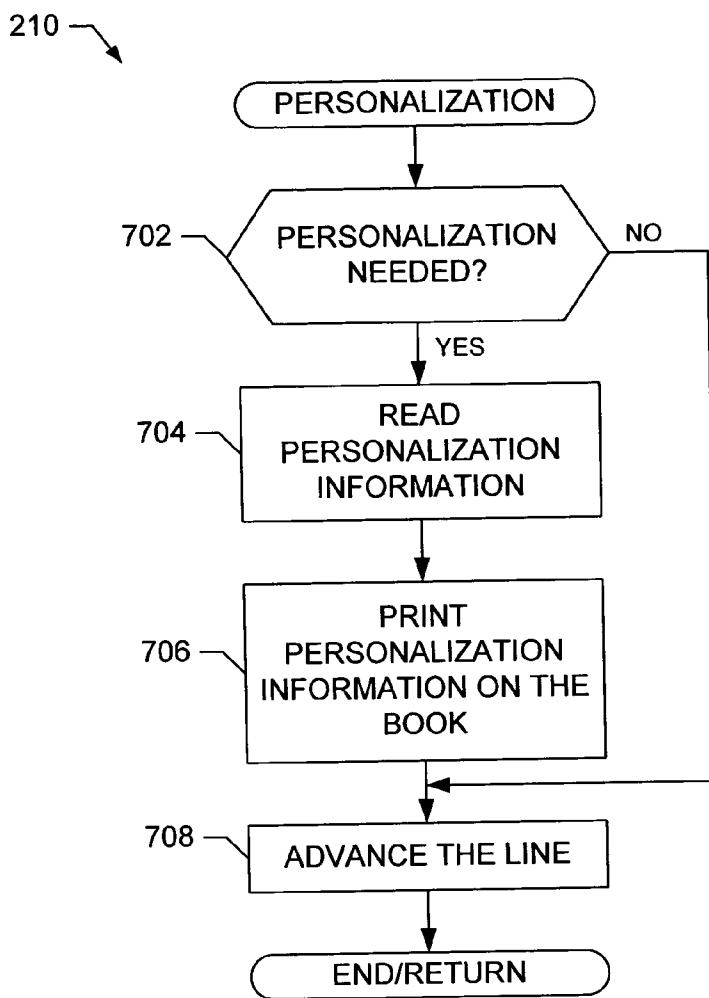 210
PERSONALIZATION
702
PERSONALIZATION
NEEDED?
NO
YES
704
READ
PERSONALIZATION
INFORMATION
706
PRINT
PERSONALIZATION
INFORMATION ON THE
BOOK
708
ADVANCE THE LINE
END/RETURN